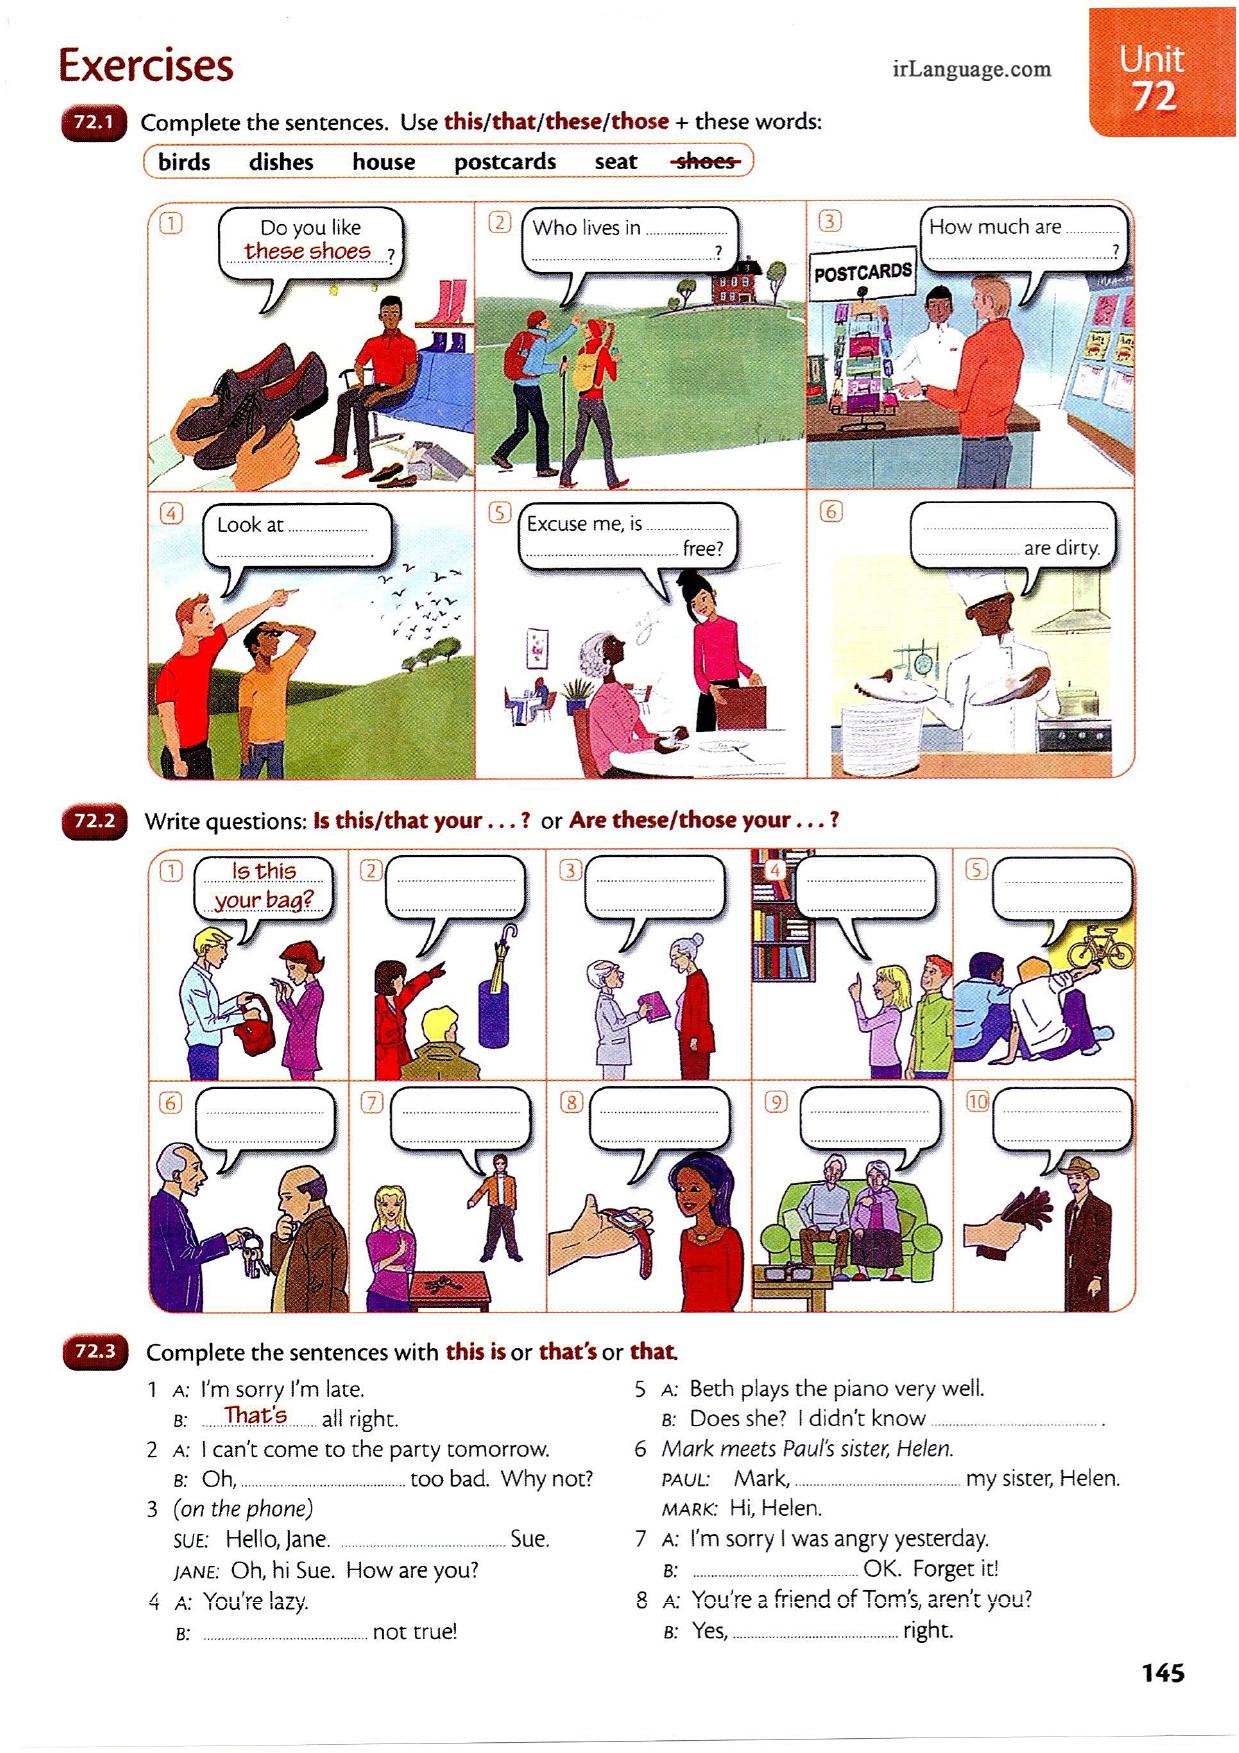 Exercises
irLanguage.com
Unit
72
72.1 Complete the sentences. Use this/that/these/those + these words:
birds dishes house postcards seat shoes
1 Do you like
these shoes ?
2 Who lives in ....................
.................... ?
3 How much are ..............
.................... ?
POSTCARDS
4 Look at ....................
.................... .
5 Excuse me, is ....................
.................... free?
6 ....................
.................... are dirty.
72.2 Write questions: Is this/that your . . . ? or Are these/those your . . . ?
1 Is this
your bag?
2
3
4
5
6
7
8
9
10
72.3 Complete the sentences with this is or that's or that.
1 A: I'm sorry I'm late.
B: That's all right.
2 A: I can't come to the party tomorrow.
B: Oh, .................... too bad. Why not?
3 (on the phone)
SUE: Hello, Jane. .................... Sue.
JANE: Oh, hi Sue. How are you?
4 A: You're lazy.
B: .................... not true!
5 A: Beth plays the piano very well.
B: Does she? I didn't know .................... .
6 Mark meets Paul's sister, Helen.
PAUL: Mark, .................... my sister, Helen.
MARK: Hi, Helen.
7 A: I'm sorry I was angry yesterday.
B: .................... OK. Forget it!
8 A: You're a friend of Tom's, aren't you?
B: Yes, .................... right.
145